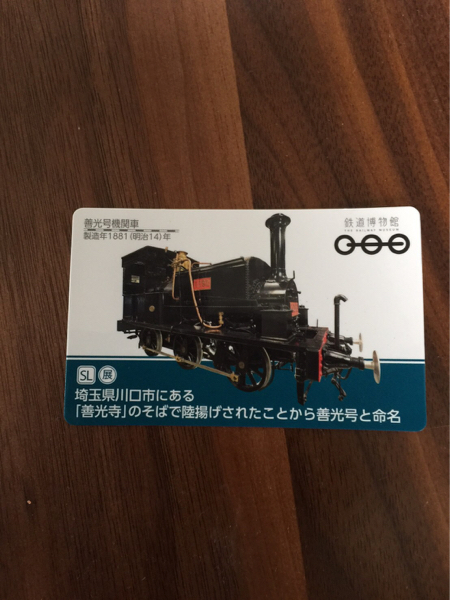 善光号機関車
製造年1881(明治14)年
鉄道博物館
THE RAILWAY MUSEUM
SL 展
埼玉県川口市にある
「善光寺」のそばで陸揚げされたことから善光号と命名